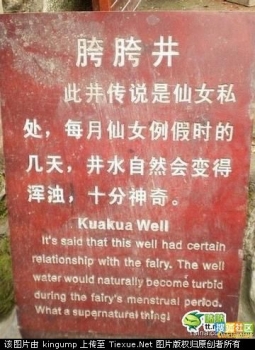 胯胯井
此井传说是仙女私
处，每月仙女例假时的
几天，井水自然会变得
浑浊，十分神奇。
Kuakua Well
It's said that this well had certain
relationship with the fairy. The well
water would naturally become turbid
during the fairy's menstrual period.
What a supernatural thing!
搜狐社区
该图片由 kingump 上传至 Tiexue.Net 图片版权归原创者所有